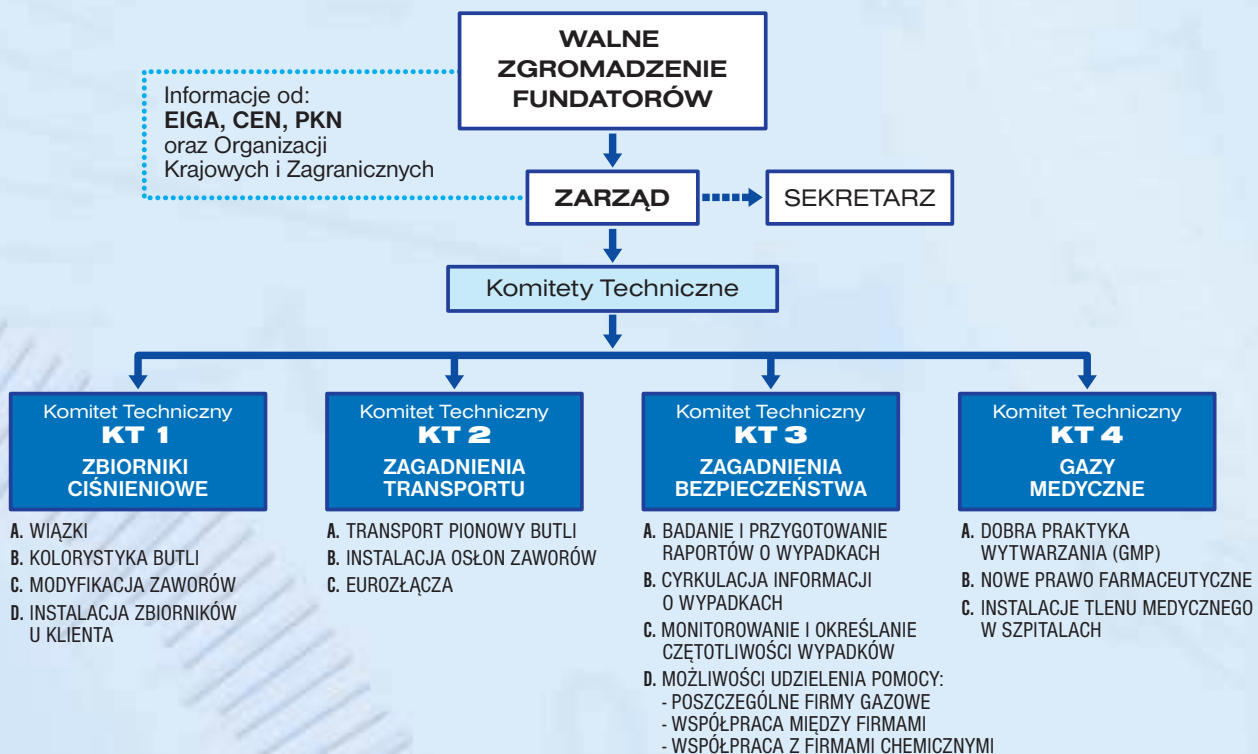 WALNE
ZGROMADZENIE
FUNDATORÓW
Informacje od:
EIGA, CEN, PKN
oraz Organizacji
Krajowych i Zagranicznych
ZARZĄD
SEKRETARZ
Komitety Techniczne
Komitet Techniczny
KT 1
ZBIORNIKI
CIŚNIENIOWE
A. WIĄZKI
B. KOLORYSTYKA BUTLI
C. MODYFIKACJA ZAWORÓW
D. INSTALACJA ZBIORNIKÓW
U KLIENTA
Komitet Techniczny
KT 2
ZAGADNIENIA
TRANSPORTU
A. TRANSPORT PIONOWY BUTLI
B. INSTALACJA OSŁON ZAWORÓW
C. EUROZŁĄCZA
Komitet Techniczny
KT 3
ZAGADNIENIA
BEZPIECZEŃSTWA
A. BADANIE I PRZYGOTOWANIE
RAPORTÓW O WYPADKACH
B. CYRKULACJA INFORMACJI
O WYPADKACH
C. MONITOROWANIE I OKREŚLANIE
CZĘTOTLIWOŚCI WYPADKÓW
D. MOŻLIWOŚCI UDZIELENIA POMOCY:
- POSZCZEGÓLNE FIRMY GAZOWE
- WSPÓŁPRACA MIĘDZY FIRMAMI
- WSPÓŁPRACA Z FIRMAMI CHEMICZNYMI
Komitet Techniczny
KT 4
GAZY
MEDYCZNE
A. DOBRA PRAKTYKA
WYTWARZANIA (GMP)
B. NOWE PRAWO FARMACEUTYCZNE
C. INSTALACJE TLENU MEDYCZNEGO
W SZPITALACH